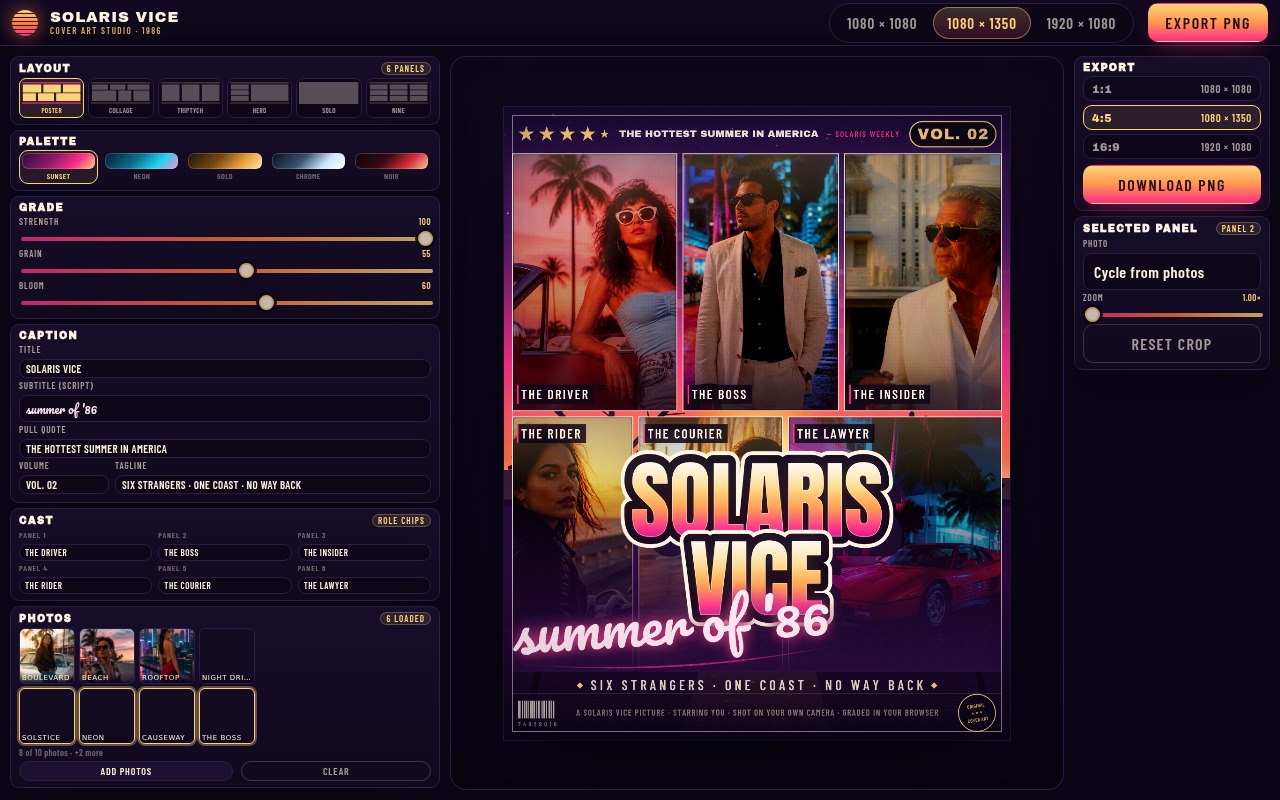 SOLARIS VICE
COVER ART STUDIO · 1986
1080 × 1080
1080 × 1350
1920 × 1080
EXPORT PNG
LAYOUT
6 PANELS
POSTER
COLLAGE
TRIPTYCH
HERO
SOLO
NINE
PALETTE
SUNSET
NEON
GOLD
CHROME
NOIR
GRADE
STRENGTH
100
GRAIN
55
BLOOM
60
CAPTION
TITLE
SOLARIS VICE
SUBTITLE (SCRIPT)
summer of '86
PULL QUOTE
THE HOTTEST SUMMER IN AMERICA
VOLUME
TAGLINE
VOL. 02
SIX STRANGERS · ONE COAST · NO WAY BACK
CAST
ROLE CHIPS
PANEL 1
PANEL 2
PANEL 3
THE DRIVER
THE BOSS
THE INSIDER
PANEL 4
PANEL 5
PANEL 6
THE RIDER
THE COURIER
THE LAWYER
PHOTOS
6 LOADED
BOULEVARD
BEACH
ROOFTOP
NIGHT DRI...
SOLSTICE
NEON
CAUSEWAY
THE BOSS
8 of 10 photos · +2 more
ADD PHOTOS
CLEAR
THE HOTTEST SUMMER IN AMERICA
– SOLARIS WEEKLY
VOL. 02
THE DRIVER
THE BOSS
THE INSIDER
THE RIDER
THE COURIER
THE LAWYER
SOLARIS
VICE
summer of '86
SIX STRANGERS · ONE COAST · NO WAY BACK
A SOLARIS VICE PICTURE · STARRING YOU · SHOT ON YOUR OWN CAMERA · GRADED IN YOUR BROWSER
ORIGINAL
COVER ART
EXPORT
1:1
1080 × 1080
4:5
1080 × 1350
16:9
1920 × 1080
DOWNLOAD PNG
SELECTED PANEL
PANEL 2
PHOTO
Cycle from photos
ZOOM
1.00×
RESET CROP